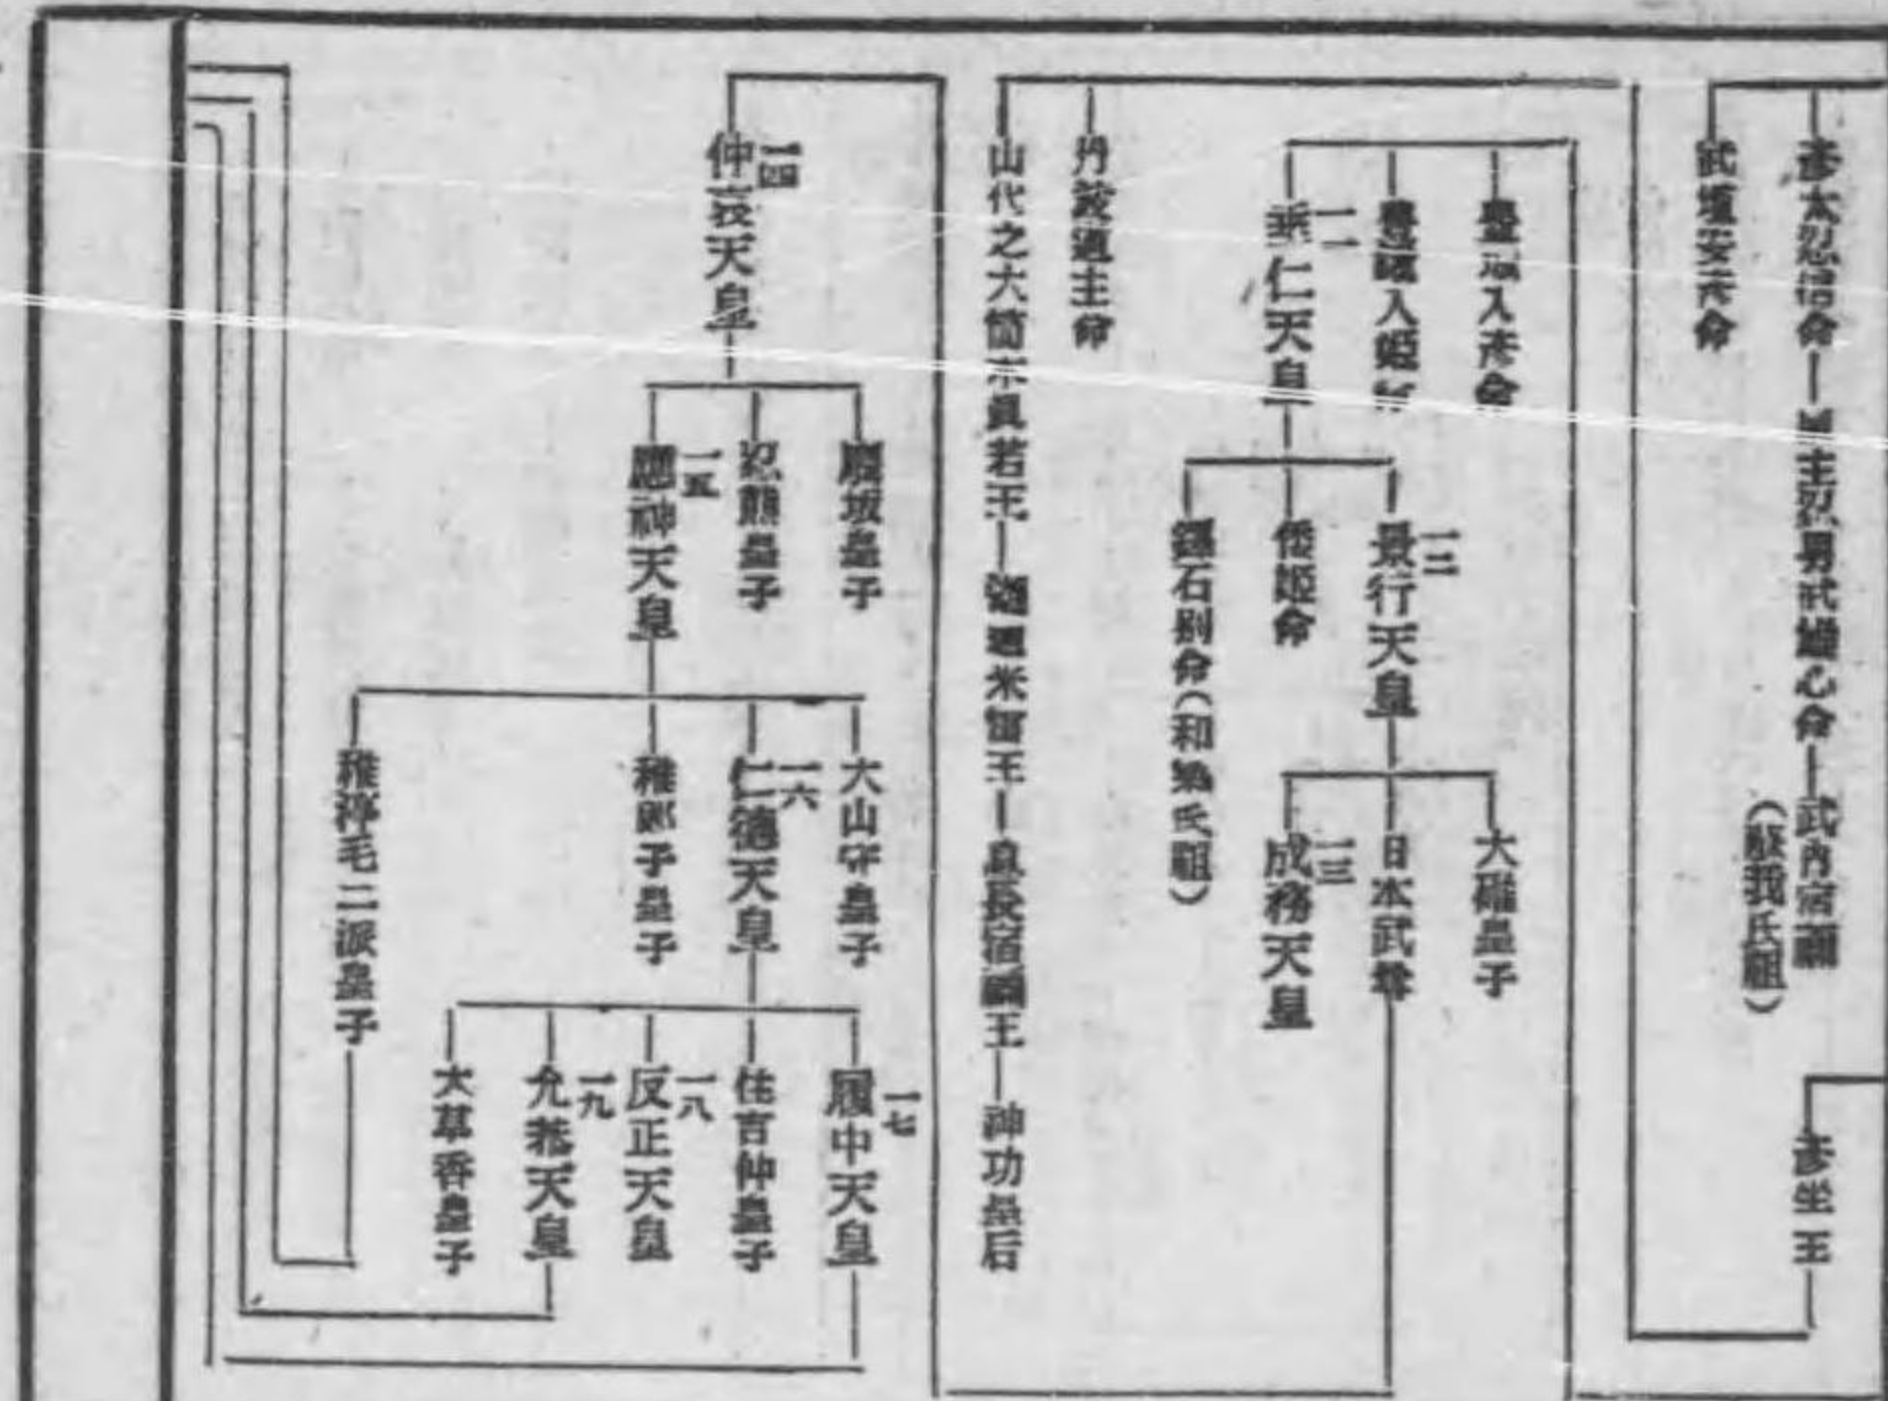 彦太忍信命
主忍男武雄心命
武内宿禰
(蘇我氏祖)
武埴安彦命
彦坐王
豊城入彦命
豊鍬入姫命
一一
垂仁天皇
一二
景行天皇
倭姫命
鐸石別命(和氣氏祖)
大碓皇子
日本武尊
一三
成務天皇
丹波道主命
山代之大筒木眞若王
邇迺米雷王
息長宿禰王
神功皇后
一四
仲哀天皇
麛坂皇子
忍熊皇子
一五
應神天皇
大山守皇子
一六
仁德天皇
稚郎子皇子
稚渟毛二派皇子
一七
履中天皇
住吉仲皇子
一八
反正天皇
一九
允恭天皇
大草香皇子